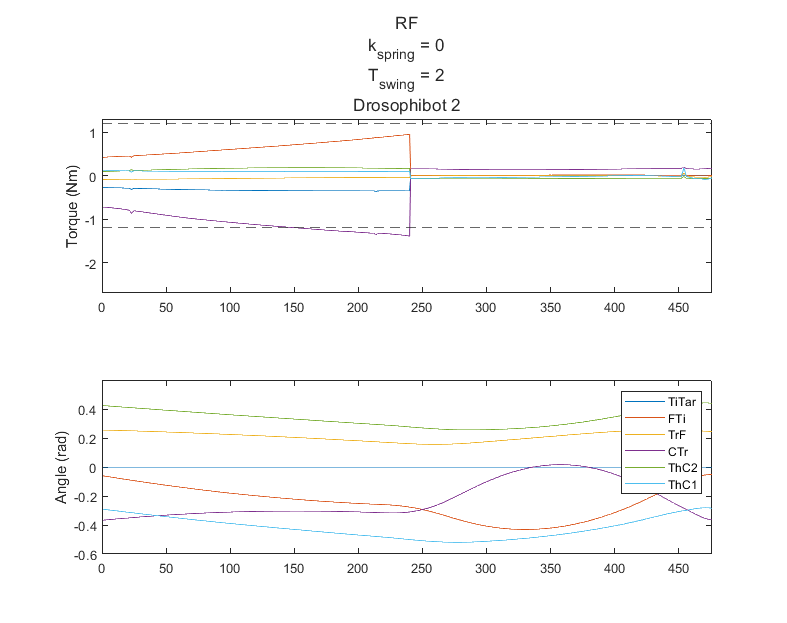 RF
k_spring = 0
T_swing = 2
Drosophibot 2
1
0
-1
-2
Torque (Nm)
0 50 100 150 200 250 300 350 400 450
0.4
0.2
0
-0.2
-0.4
-0.6
Angle (rad)
TiTar
FTi
TrF
CTr
ThC2
ThC1
0 50 100 150 200 250 300 350 400 450